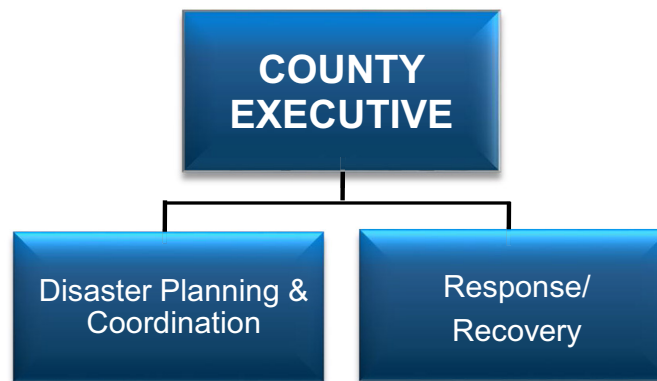 COUNTY
EXECUTIVE
Disaster Planning &
Coordination
Response/
Recovery